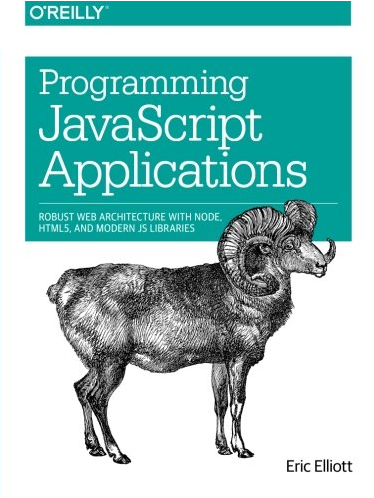 O'REILLY®
Programming
JavaScript
Applications
ROBUST WEB ARCHITECTURE WITH NODE,
HTML5, AND MODERN JS LIBRARIES
Eric Elliott